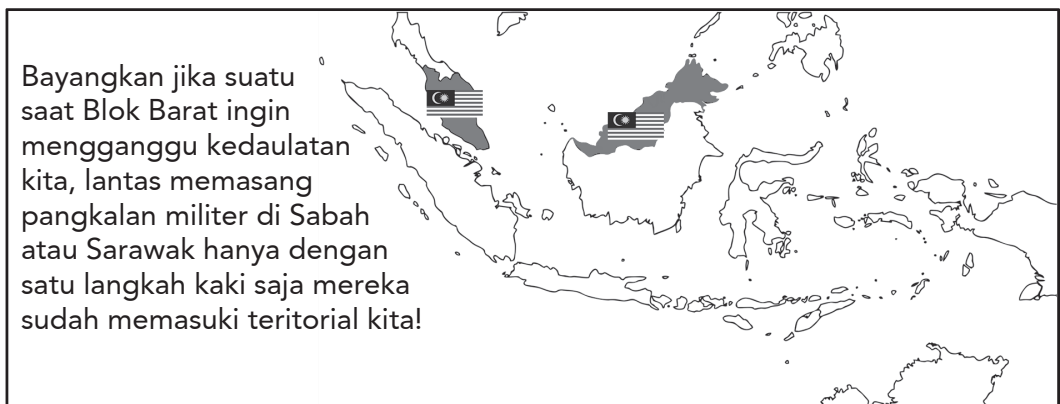 Bayangkan jika suatu
saat Blok Barat ingin
mengganggu kedaulatan
kita, lantas memasang
pangkalan militer di Sabah
atau Sarawak hanya dengan
satu langkah kaki saja mereka
sudah memasuki teritorial kita!